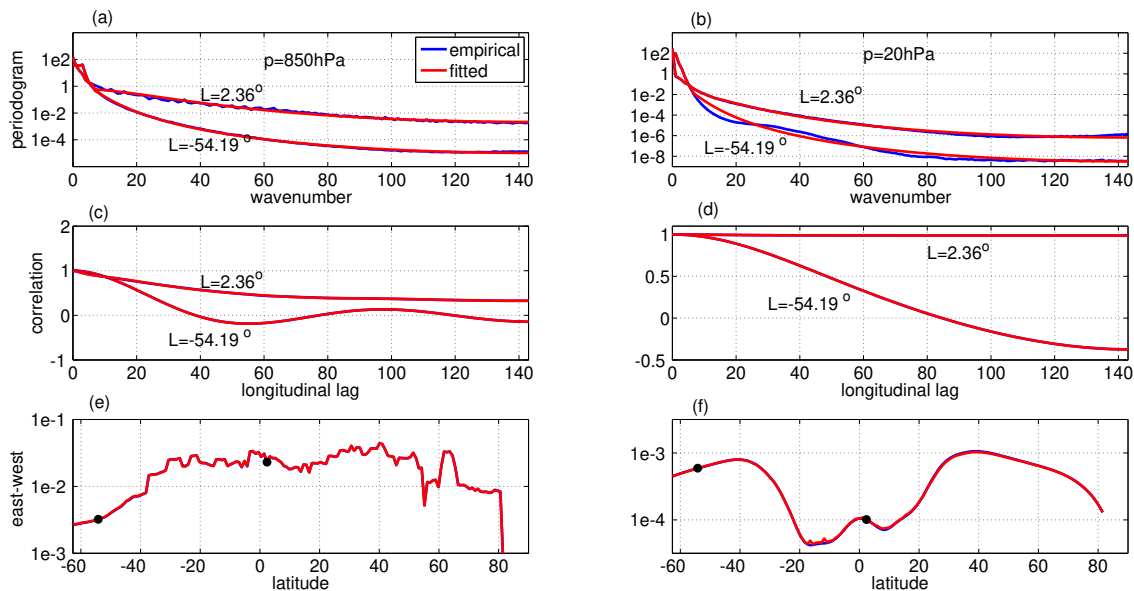 (a)
periodogram
1e2
1
1e-2
1e-4
p=850hPa
empirical
fitted
L=2.36°
L=-54.19 °
0 20 40 60 80 100 120 140
wavenumber
(b)
1e2
1
1e-2
1e-4
1e-6
1e-8
p=20hPa
L=2.36°
L=-54.19 °
0 20 40 60 80 100 120 140
wavenumber
(c)
correlation
2
1
0
-1
L=2.36°
L=-54.19 °
0 20 40 60 80 100 120 140
longitudinal lag
(d)
1
0.5
0
-0.5
L=2.36°
L=-54.19 °
0 20 40 60 80 100 120 140
longitudinal lag
(e)
east-west
1e-1
1e-2
1e-3
-60 -40 -20 0 20 40 60 80
latitude
(f)
1e-3
1e-4
-60 -40 -20 0 20 40 60 80
latitude